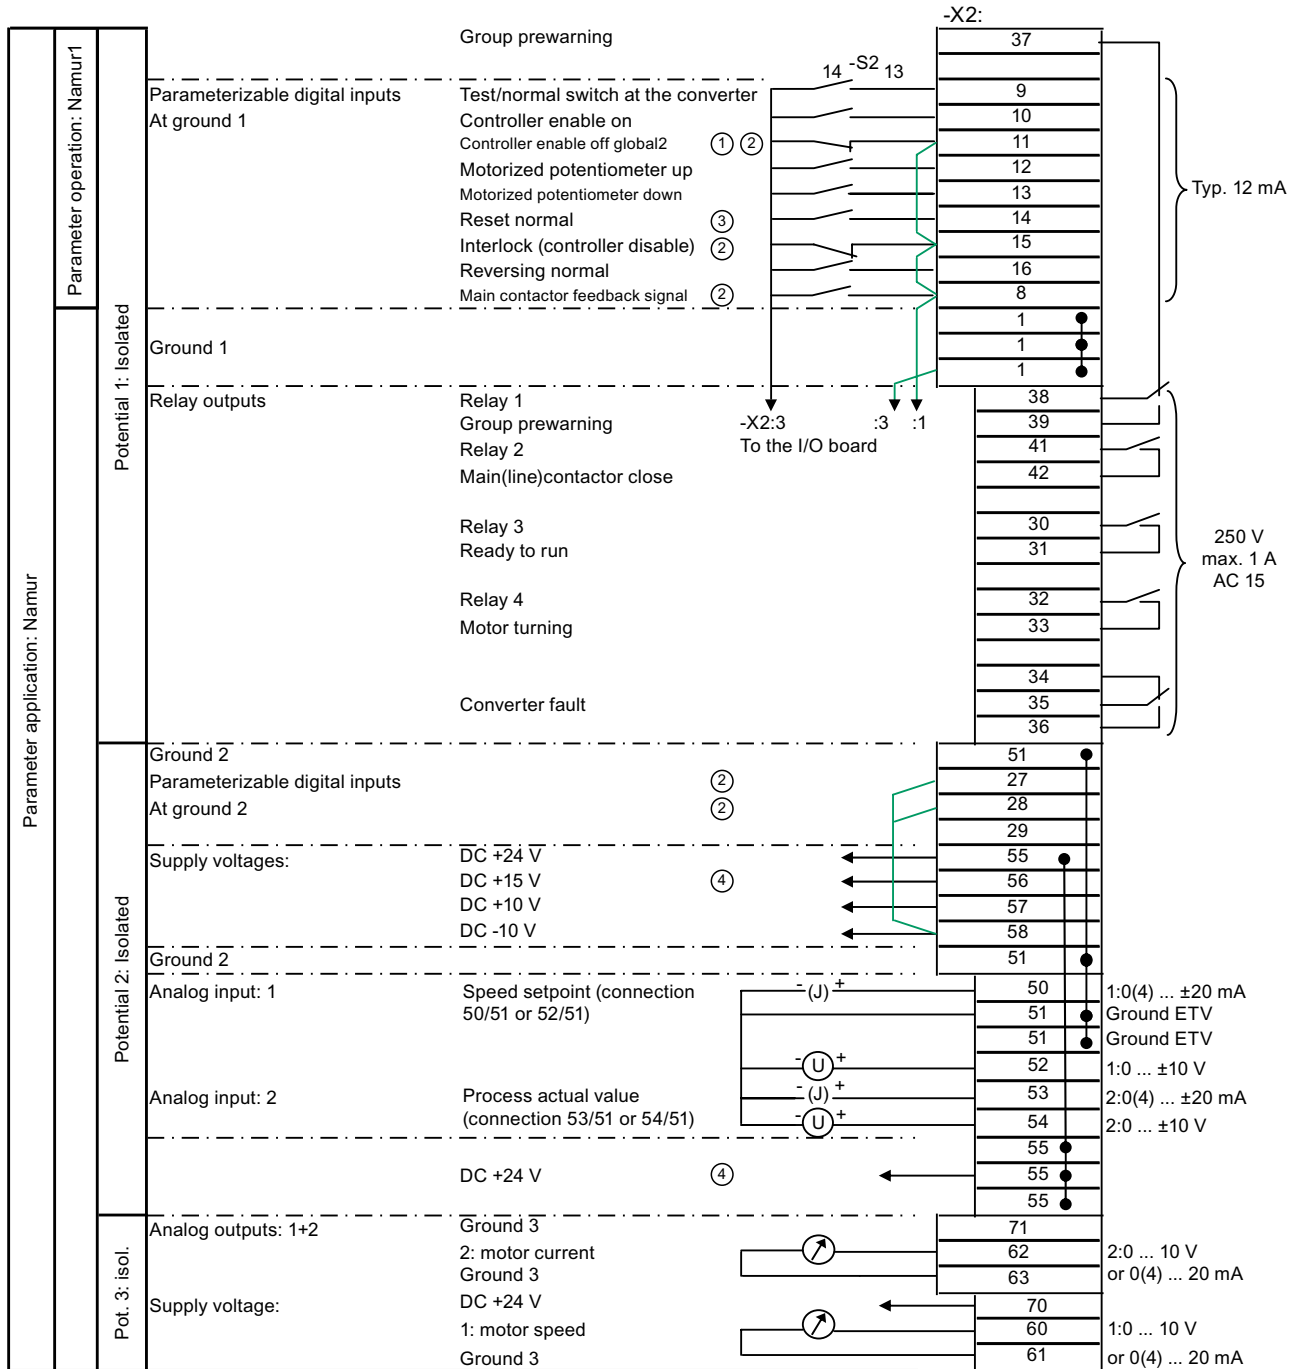 -X2:
Group prewarning 37
14 -S2 13
Parameterizable digital inputs Test/normal switch at the converter 9
At ground 1 Controller enable on 10
Controller enable off global2 1 2 11
Motorized potentiometer up 12
Motorized potentiometer down 13
Typ. 12 mA
Reset normal 3 14
Interlock (controller disable) 2 15
Reversing normal 16
Main contactor feedback signal 2 8
Parameter operation: Namur1
1
Ground 1 1
1
Relay outputs Relay 1 38
Group prewarning -X2:3 :3 :1 39
Relay 2 To the I/O board 41
Main(line)contactor close 42
Potential 1: Isolated
Relay 3 30
Ready to run 31
250 V
max. 1 A
AC 15
Relay 4 32
Motor turning 33
34
Converter fault 35
36
Parameter application: Namur
Ground 2 51
Parameterizable digital inputs 2 27
At ground 2 2 28
29
Supply voltages: DC +24 V 55
DC +15 V 4 56
DC +10 V 57
DC -10 V 58
Ground 2 51
Potential 2: Isolated
Analog input: 1 Speed setpoint (connection - (J) + 50 1:0(4) ... ±20 mA
50/51 or 52/51) 51 Ground ETV
51 Ground ETV
- U + 52 1:0 ... ±10 V
Analog input: 2 Process actual value - (J) + 53 2:0(4) ... ±20 mA
(connection 53/51 or 54/51) - U + 54 2:0 ... ±10 V
55
DC +24 V 4 55
55
Pot. 3: isol.
Analog outputs: 1+2 Ground 3 71
2: motor current 62 2:0 ... 10 V
Ground 3 63 or 0(4) ... 20 mA
Supply voltage: DC +24 V 70
1: motor speed 60 1:0 ... 10 V
Ground 3 61 or 0(4) ... 20 mA